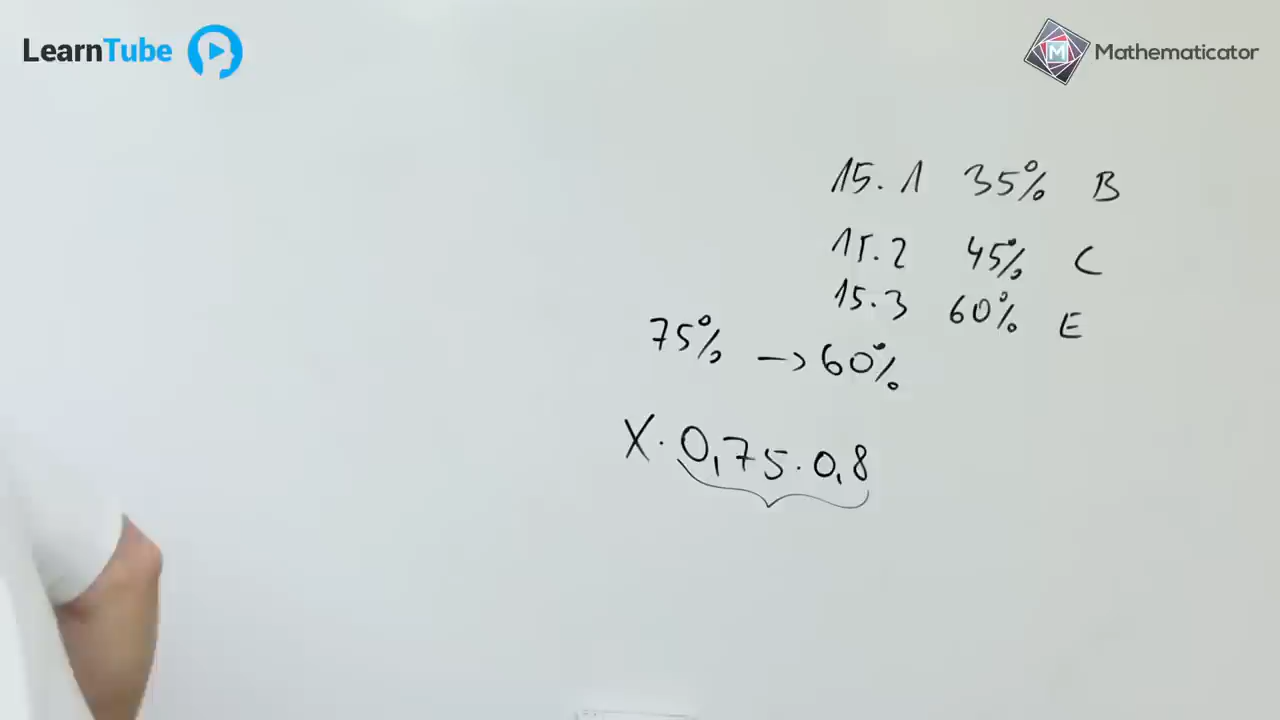 LearnTube
Mathematicator
15.1 35% B
15.2 45% C
15.3 60% E
75% -> 60%
X · 0,75 · 0,8